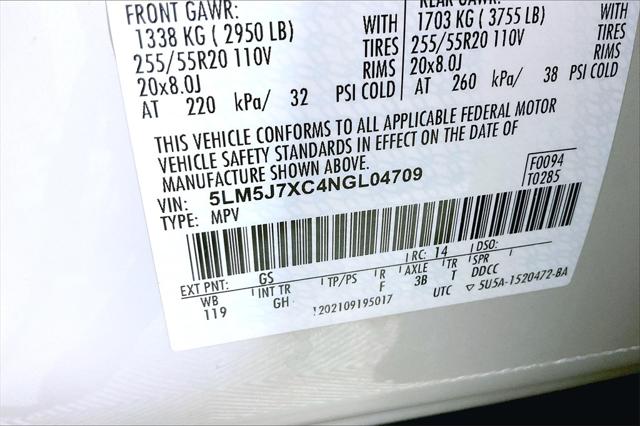 FRONT GAWR:
1338 KG ( 2950 LB) WITH
255/55R20 110V TIRES
20x8.0J RIMS
AT 220 kPa/ 32 PSI COLD
REAR GAWR:
1703 KG ( 3755 LB) WITH
255/55R20 110V TIRES
20x8.0J RIMS
AT 260 kPa/ 38 PSI COLD
THIS VEHICLE CONFORMS TO ALL APPLICABLE FEDERAL MOTOR
VEHICLE SAFETY STANDARDS IN EFFECT ON THE DATE OF
MANUFACTURE SHOWN ABOVE.
F0094
T0285
VIN: 5LM5J7XC4NGL04709
TYPE: MPV
EXT PNT: GS RC: 14 DSO:
WB INT TR TP/PS R AXLE TR SPR
119 GH F 3B T DDCC
1202109195017 UTC ▽ 5U5A-1520472-BA